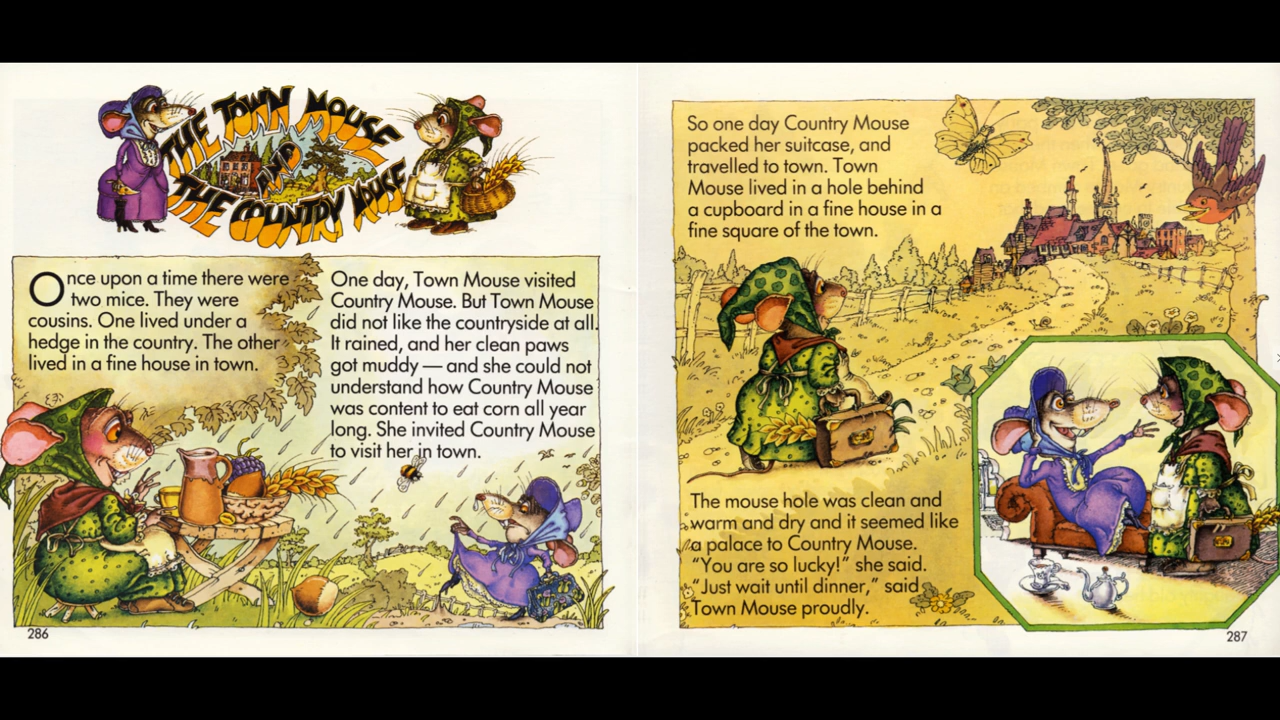 THE TOWN MOUSE
AND
THE COUNTRY MOUSE
Once upon a time there were
two mice. They were
cousins. One lived under a
hedge in the country. The other
lived in a fine house in town.
One day, Town Mouse visited
Country Mouse. But Town Mouse
did not like the countryside at all.
It rained, and her clean paws
got muddy — and she could not
understand how Country Mouse
was content to eat corn all year
long. She invited Country Mouse
to visit her in town.
286
So one day Country Mouse
packed her suitcase, and
travelled to town. Town
Mouse lived in a hole behind
a cupboard in a fine house in a
fine square of the town.
The mouse hole was clean and
warm and dry and it seemed like
a palace to Country Mouse.
“You are so lucky!” she said.
“Just wait until dinner,” said
Town Mouse proudly.
287